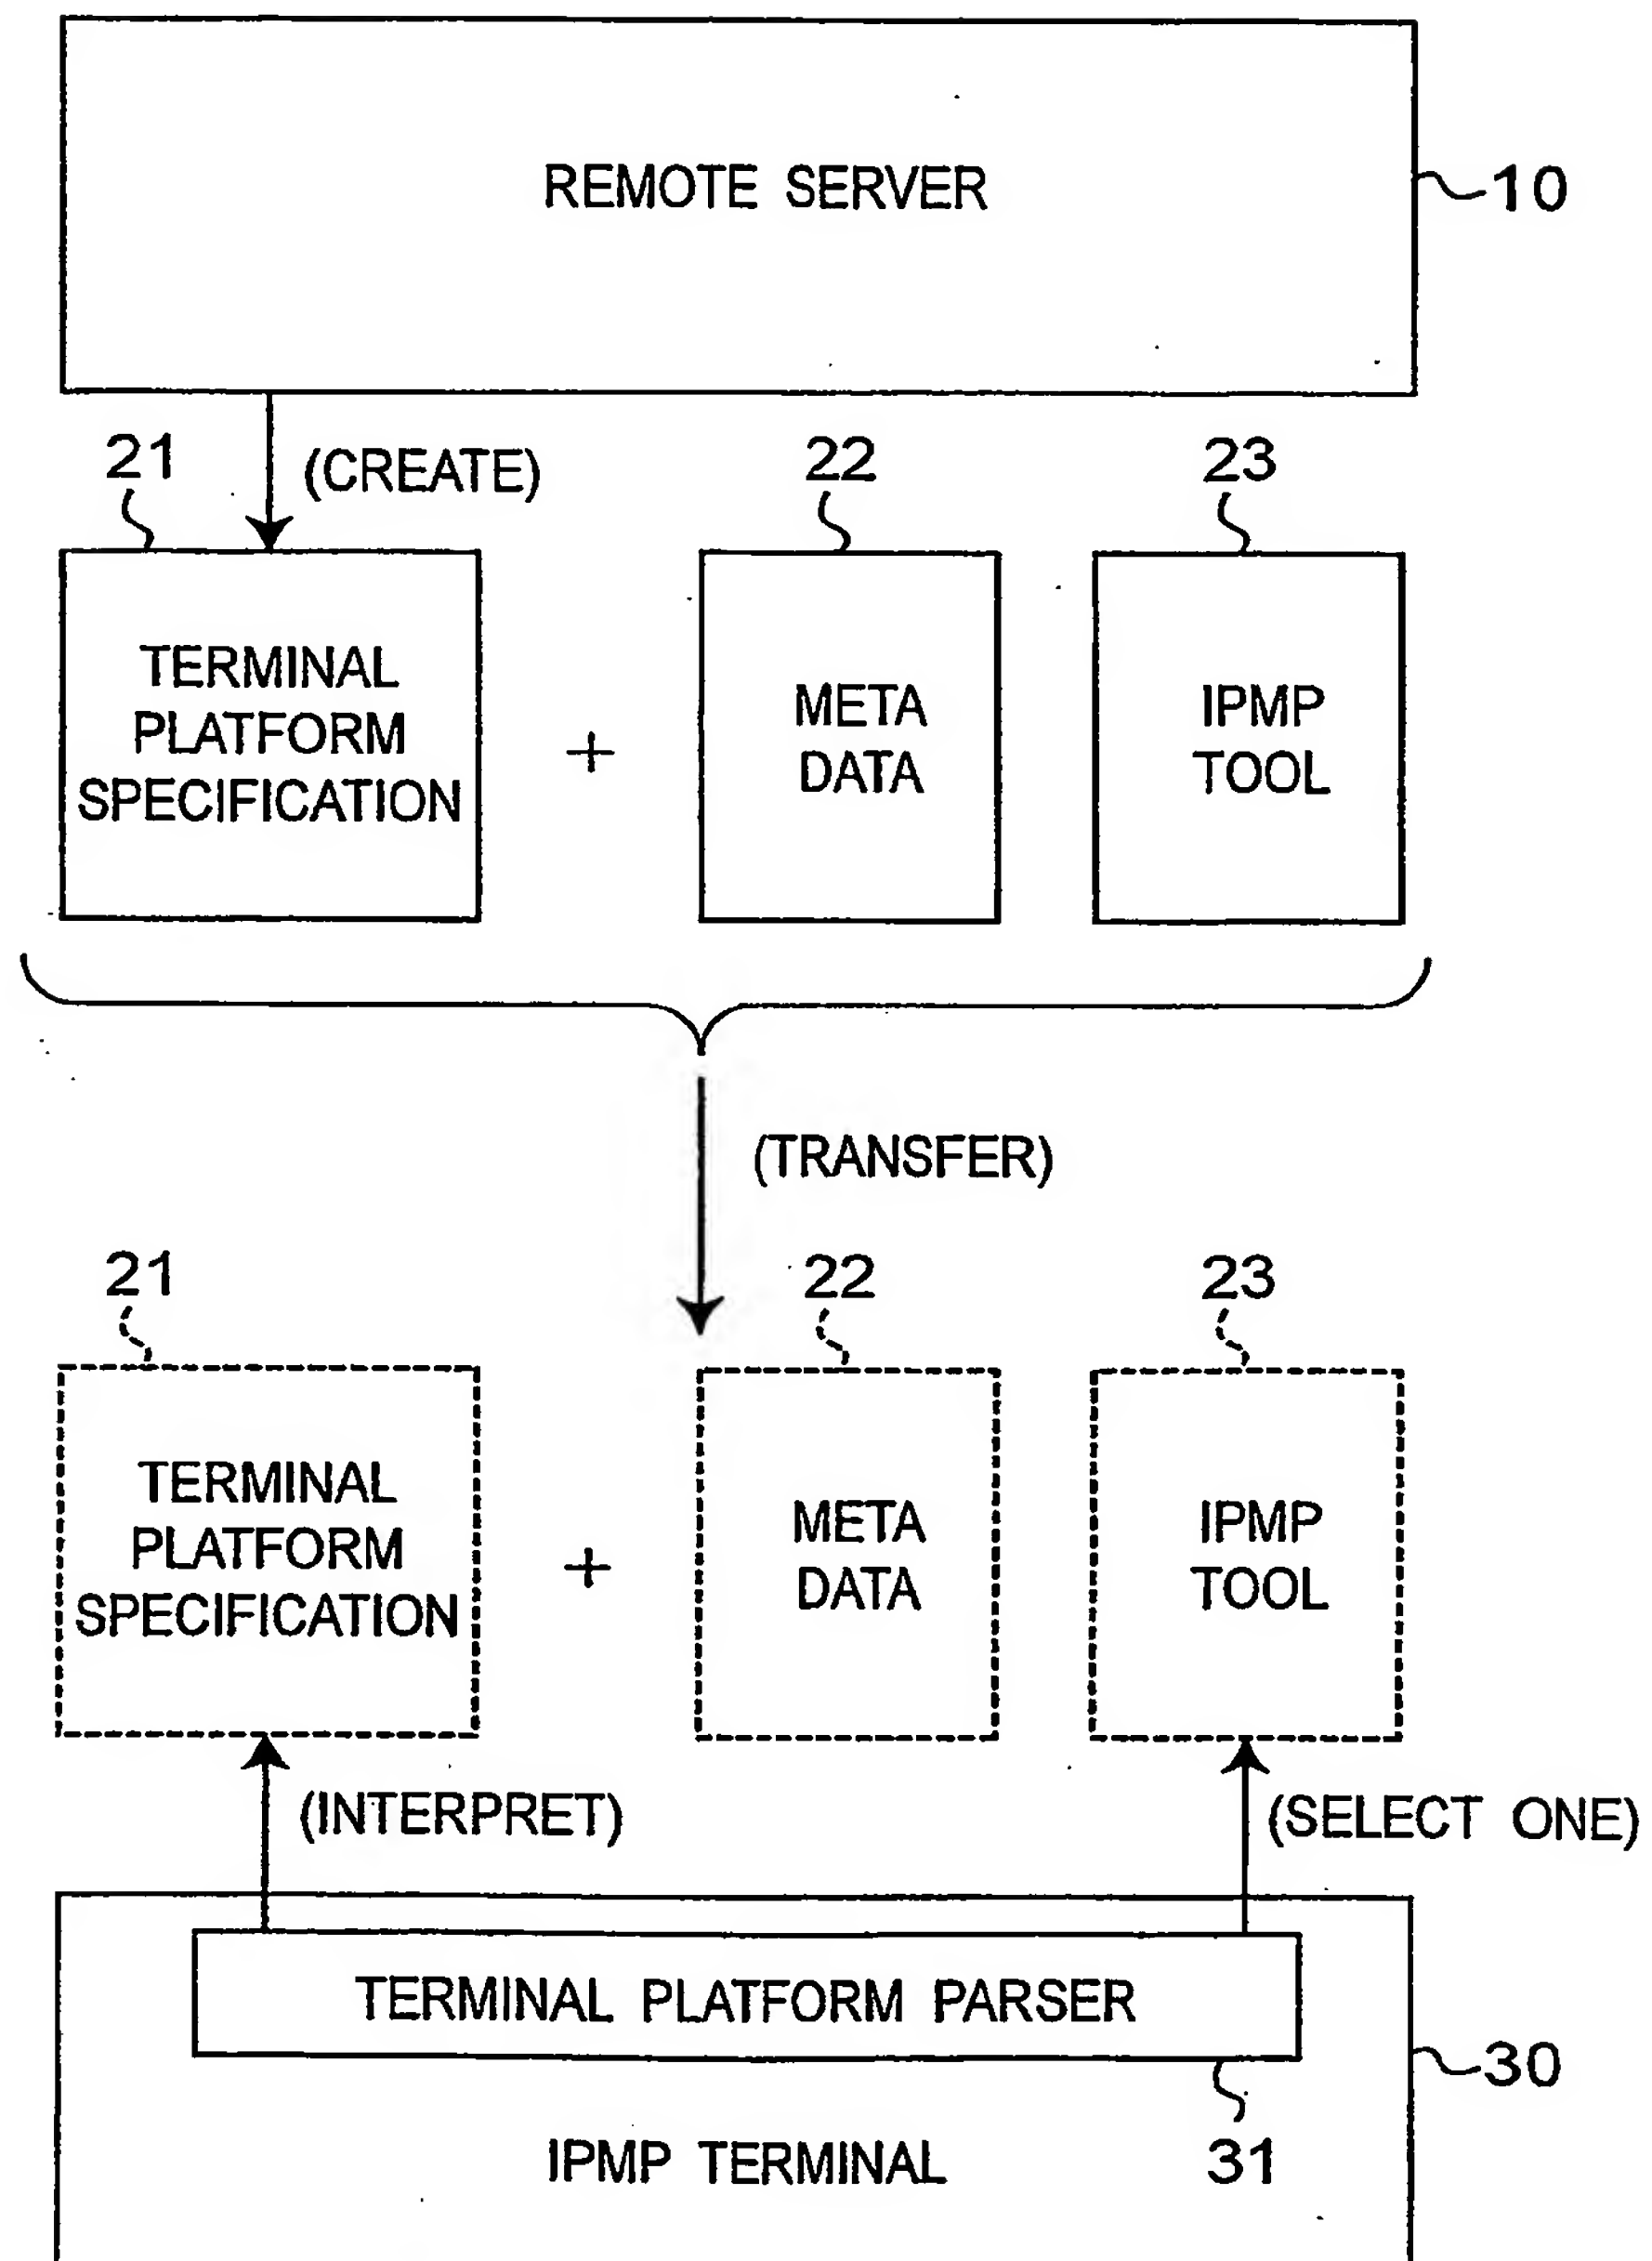 REMOTE SERVER
10
21
(CREATE)
22
23
TERMINAL
PLATFORM
SPECIFICATION
+
META
DATA
IPMP
TOOL
(TRANSFER)
21
22
23
TERMINAL
PLATFORM
SPECIFICATION
+
META
DATA
IPMP
TOOL
(INTERPRET)
(SELECT ONE)
TERMINAL PLATFORM PARSER
30
31
IPMP TERMINAL